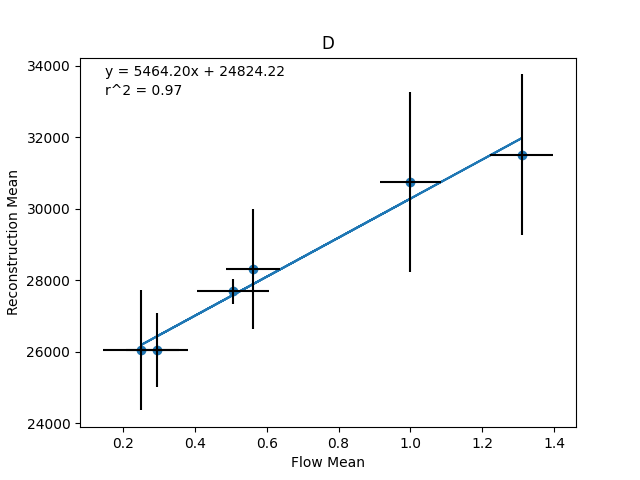 D
y = 5464.20x + 24824.22
r^2 = 0.97
34000
32000
30000
28000
26000
24000
Reconstruction Mean
0.2 0.4 0.6 0.8 1.0 1.2 1.4
Flow Mean